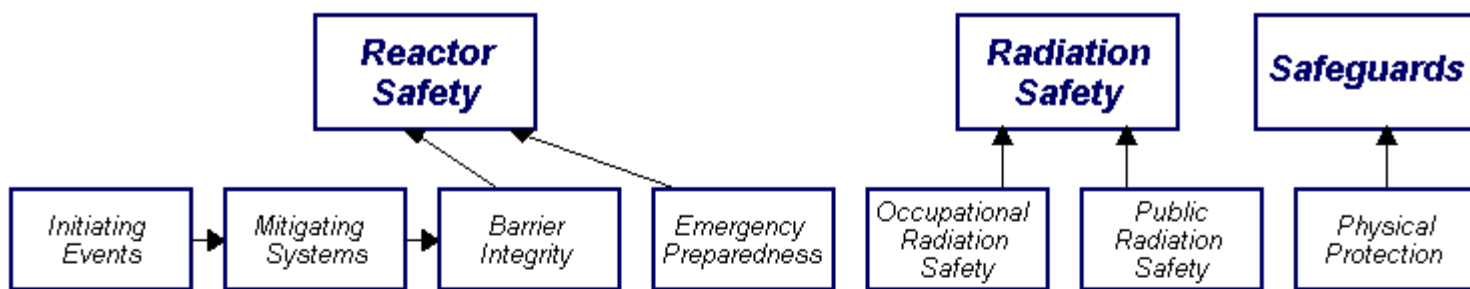 Reactor
Safety
Radiation
Safety
Safeguards
Initiating
Events
Mitigating
Systems
Barrier
Integrity
Emergency
Preparedness
Occupational
Radiation
Safety
Public
Radiation
Safety
Physical
Protection